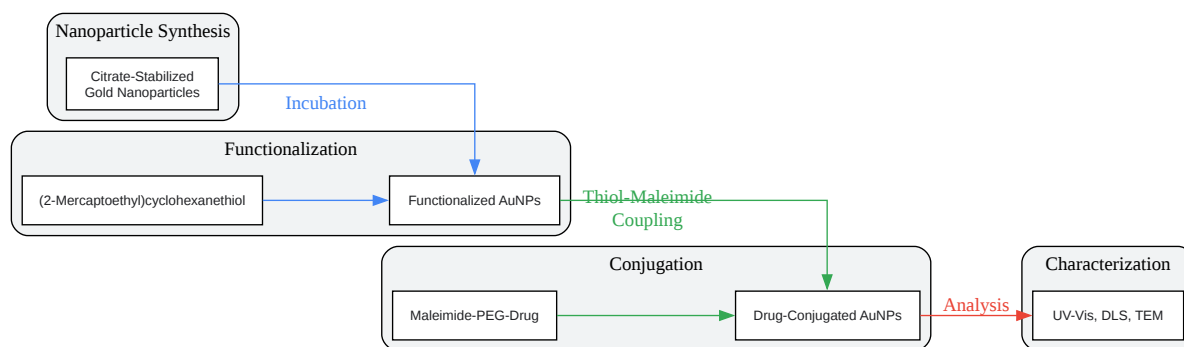 Nanoparticle Synthesis
Citrate-Stabilized
Gold Nanoparticles
Incubation
Functionalization
(2-Mercaptoethyl)cyclohexanethiol
Functionalized AuNPs
Thiol-Maleimide
Coupling
Conjugation
Maleimide-PEG-Drug
Drug-Conjugated AuNPs
Analysis
Characterization
UV-Vis, DLS, TEM